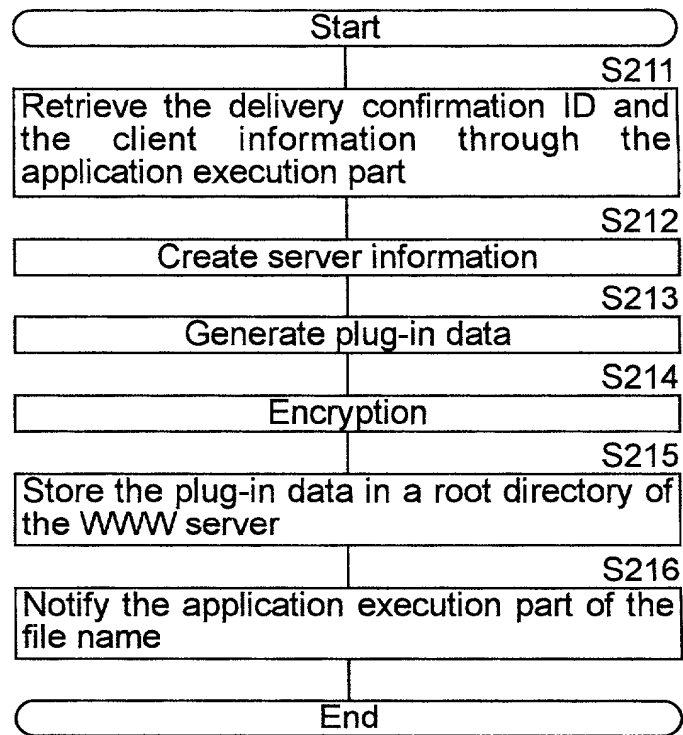 Start
S211
Retrieve the delivery confirmation ID and
the client information through the
application execution part
S212
Create server information
S213
Generate plug-in data
S214
Encryption
S215
Store the plug-in data in a root directory of
the WWW server
S216
Notify the application execution part of the
file name
End